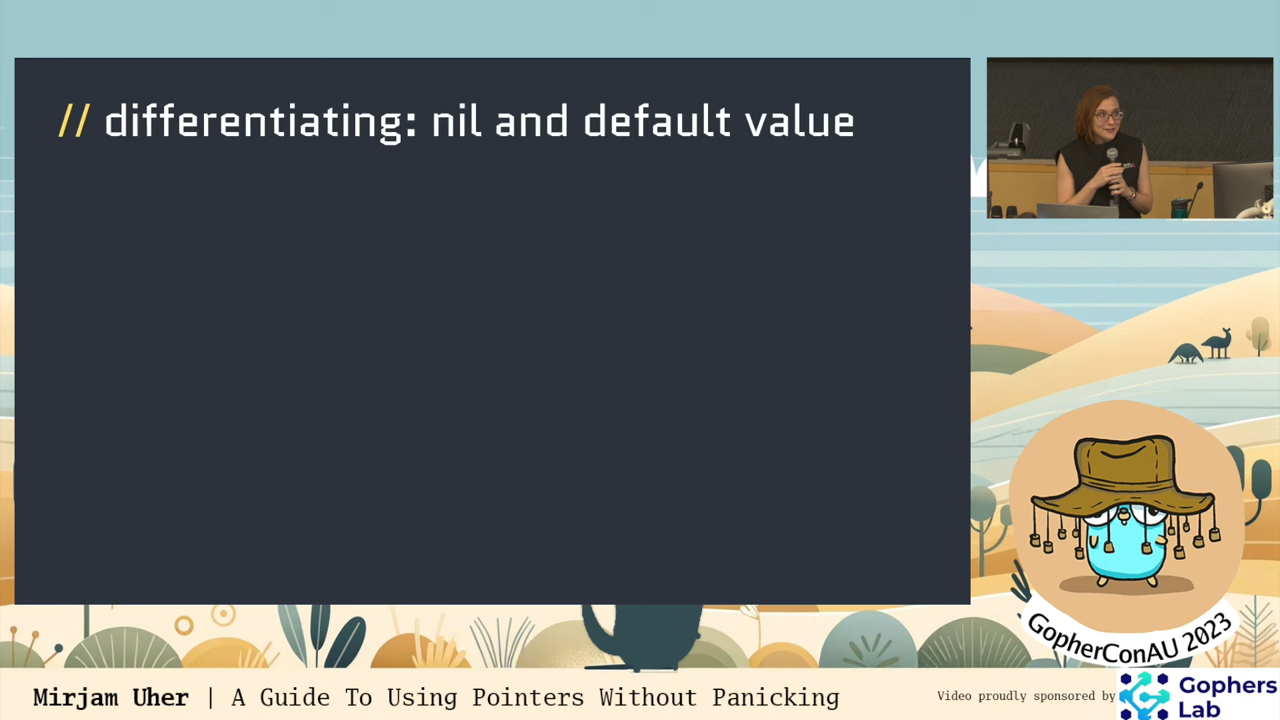 // differentiating: nil and default value
GopherConAU 2023
Mirjam Uher | A Guide To Using Pointers Without Panicking
Video proudly sponsored by
Gophers
Lab